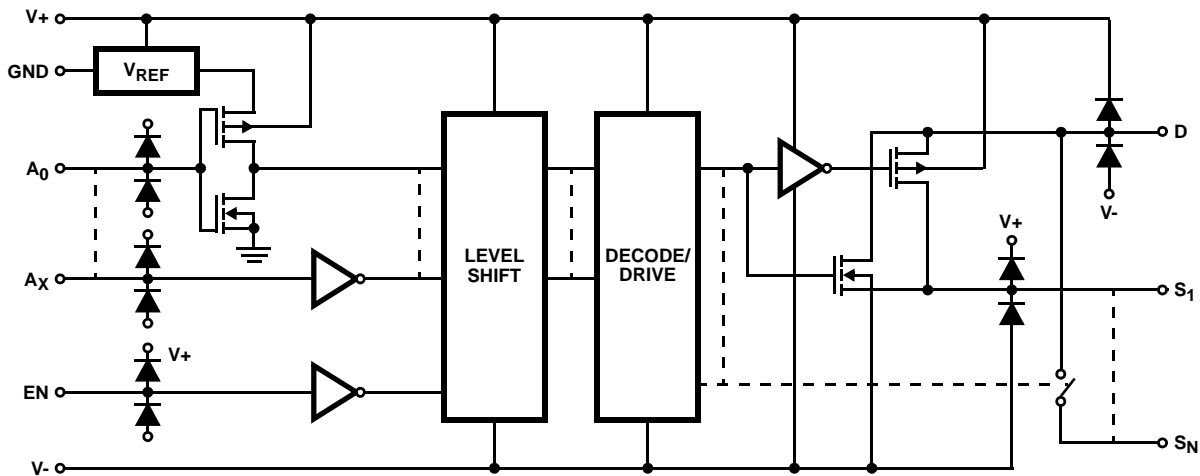 V+
GND
VREF
A0
AX
V+
EN
V-
LEVEL
SHIFT
DECODE/
DRIVE
D
V-
V+
S1
SN